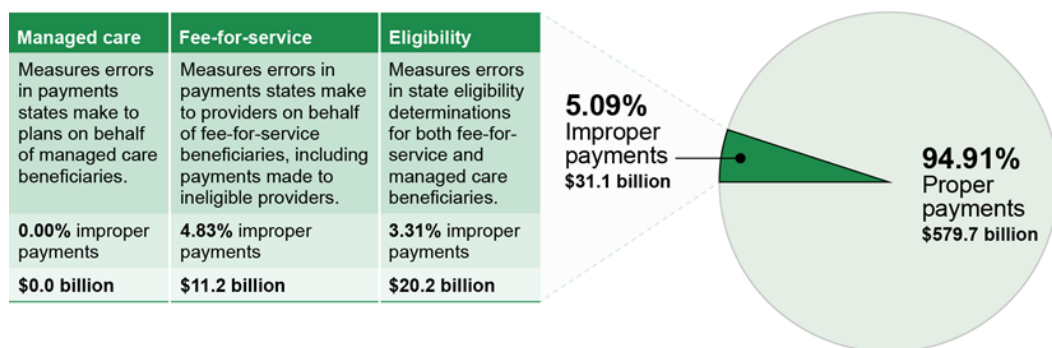 Managed care
Measures errors
in payments
states make to
plans on behalf
of managed care
beneficiaries.
0.00% improper
payments
$0.0 billion
Fee-for-service
Measures errors in
payments states make
to providers on behalf
of fee-for-service
beneficiaries, including
payments made to
ineligible providers.
4.83% improper
payments
$11.2 billion
Eligibility
Measures errors
in state eligibility
determinations
for both fee-for-
service and
managed care
beneficiaries.
3.31% improper
payments
$20.2 billion
5.09%
Improper
payments
$31.1 billion
94.91%
Proper
payments
$579.7 billion